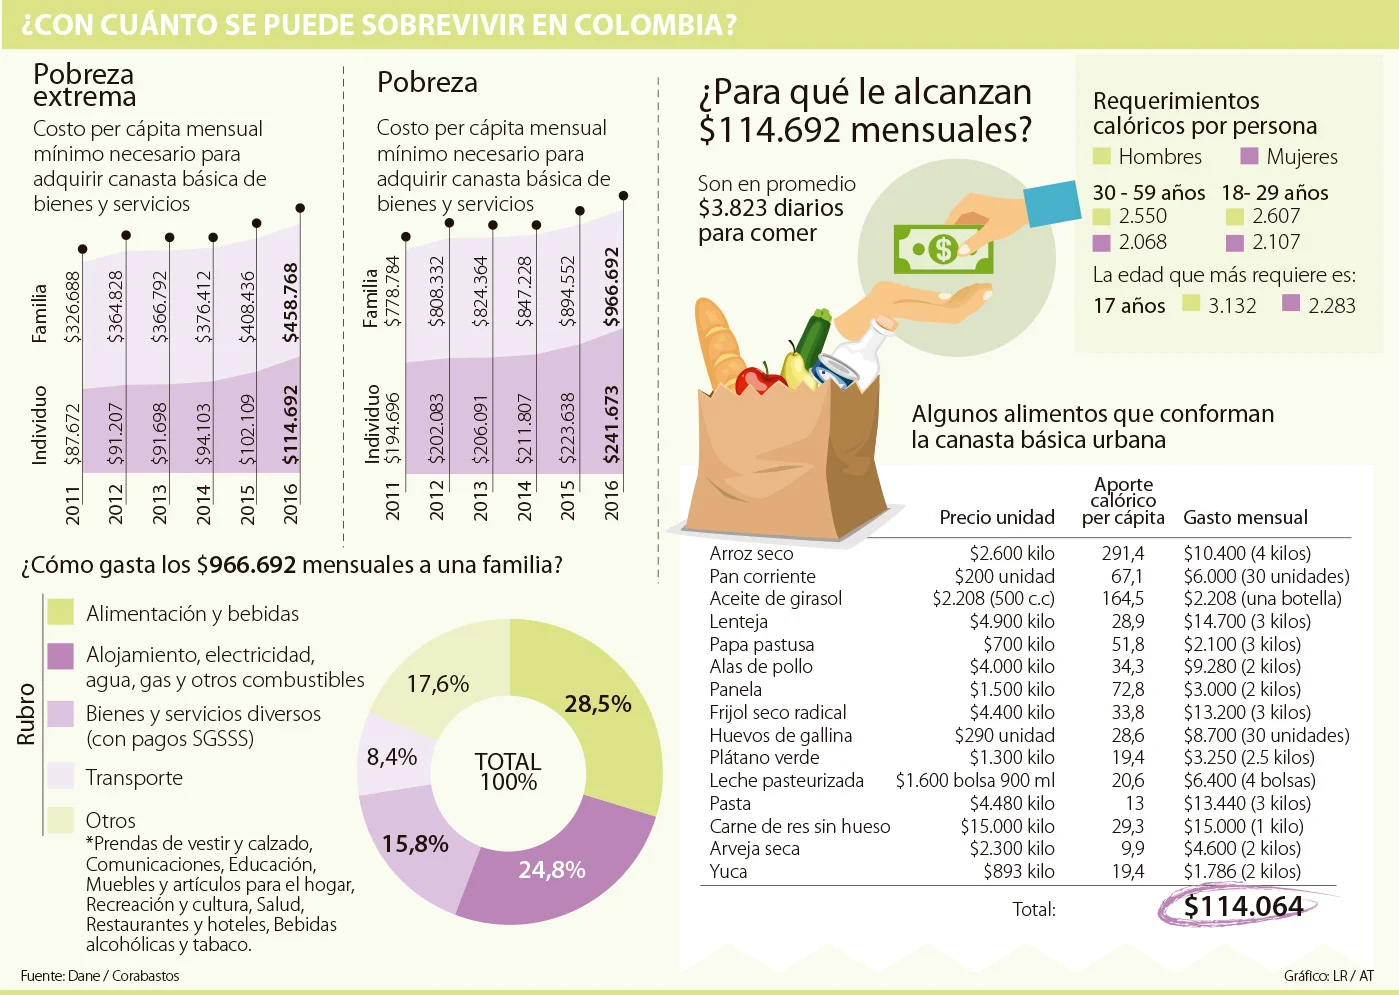 ¿CON CUÁNTO SE PUEDE SOBREVIVIR EN COLOMBIA?
Pobreza
extrema
Costo per cápita mensual
mínimo necesario para
adquirir canasta básica de
bienes y servicios
Familia
$326.688
$364.828
$366.792
$376.412
$408.436
$458.768
Individuo
$87.672
$91.207
$91.698
$94.103
$102.109
$114.692
2011
2012
2013
2014
2015
2016
Pobreza
Costo per cápita mensual
mínimo necesario para
adquirir canasta básica de
bienes y servicios
Familia
$778.784
$808.332
$824.364
$847.228
$894.552
$966.692
Individuo
$194.696
$202.083
$206.091
$211.807
$223.638
$241.673
2011
2012
2013
2014
2015
2016
¿Cómo gasta los $966.692 mensuales a una familia?
Rubro
Alimentación y bebidas
Alojamiento, electricidad,
agua, gas y otros combustibles
Bienes y servicios diversos
(con pagos SGSSS)
Transporte
Otros
*Prendas de vestir y calzado,
Comunicaciones, Educación,
Muebles y artículos para el hogar,
Recreación y cultura, Salud,
Restaurantes y hoteles, Bebidas
alcohólicas y tabaco.
17,6%
28,5%
8,4%
TOTAL
100%
15,8%
24,8%
¿Para qué le alcanzan
$114.692 mensuales?
Son en promedio
$3.823 diarios
para comer
$
Requerimientos
calóricos por persona
Hombres Mujeres
30 - 59 años 18- 29 años
2.550 2.607
2.068 2.107
La edad que más requiere es:
17 años 3.132 2.283
Algunos alimentos que conforman
la canasta básica urbana
Precio unidad Aporte calórico per cápita Gasto mensual
Arroz seco $2.600 kilo 291,4 $10.400 (4 kilos)
Pan corriente $200 unidad 67,1 $6.000 (30 unidades)
Aceite de girasol $2.208 (500 c.c) 164,5 $2.208 (una botella)
Lenteja $4.900 kilo 28,9 $14.700 (3 kilos)
Papa pastusa $700 kilo 51,8 $2.100 (3 kilos)
Alas de pollo $4.000 kilo 34,3 $9.280 (2 kilos)
Panela $1.500 kilo 72,8 $3.000 (2 kilos)
Frijol seco radical $4.400 kilo 33,8 $13.200 (3 kilos)
Huevos de gallina $290 unidad 28,6 $8.700 (30 unidades)
Plátano verde $1.300 kilo 19,4 $3.250 (2.5 kilos)
Leche pasteurizada $1.600 bolsa 900 ml 20,6 $6.400 (4 bolsas)
Pasta $4.480 kilo 13 $13.440 (3 kilos)
Carne de res sin hueso $15.000 kilo 29,3 $15.000 (1 kilo)
Arveja seca $2.300 kilo 9,9 $4.600 (2 kilos)
Yuca $893 kilo 19,4 $1.786 (2 kilos)
Total: $114.064
Fuente: Dane / Corabastos
Gráfico: LR / AT